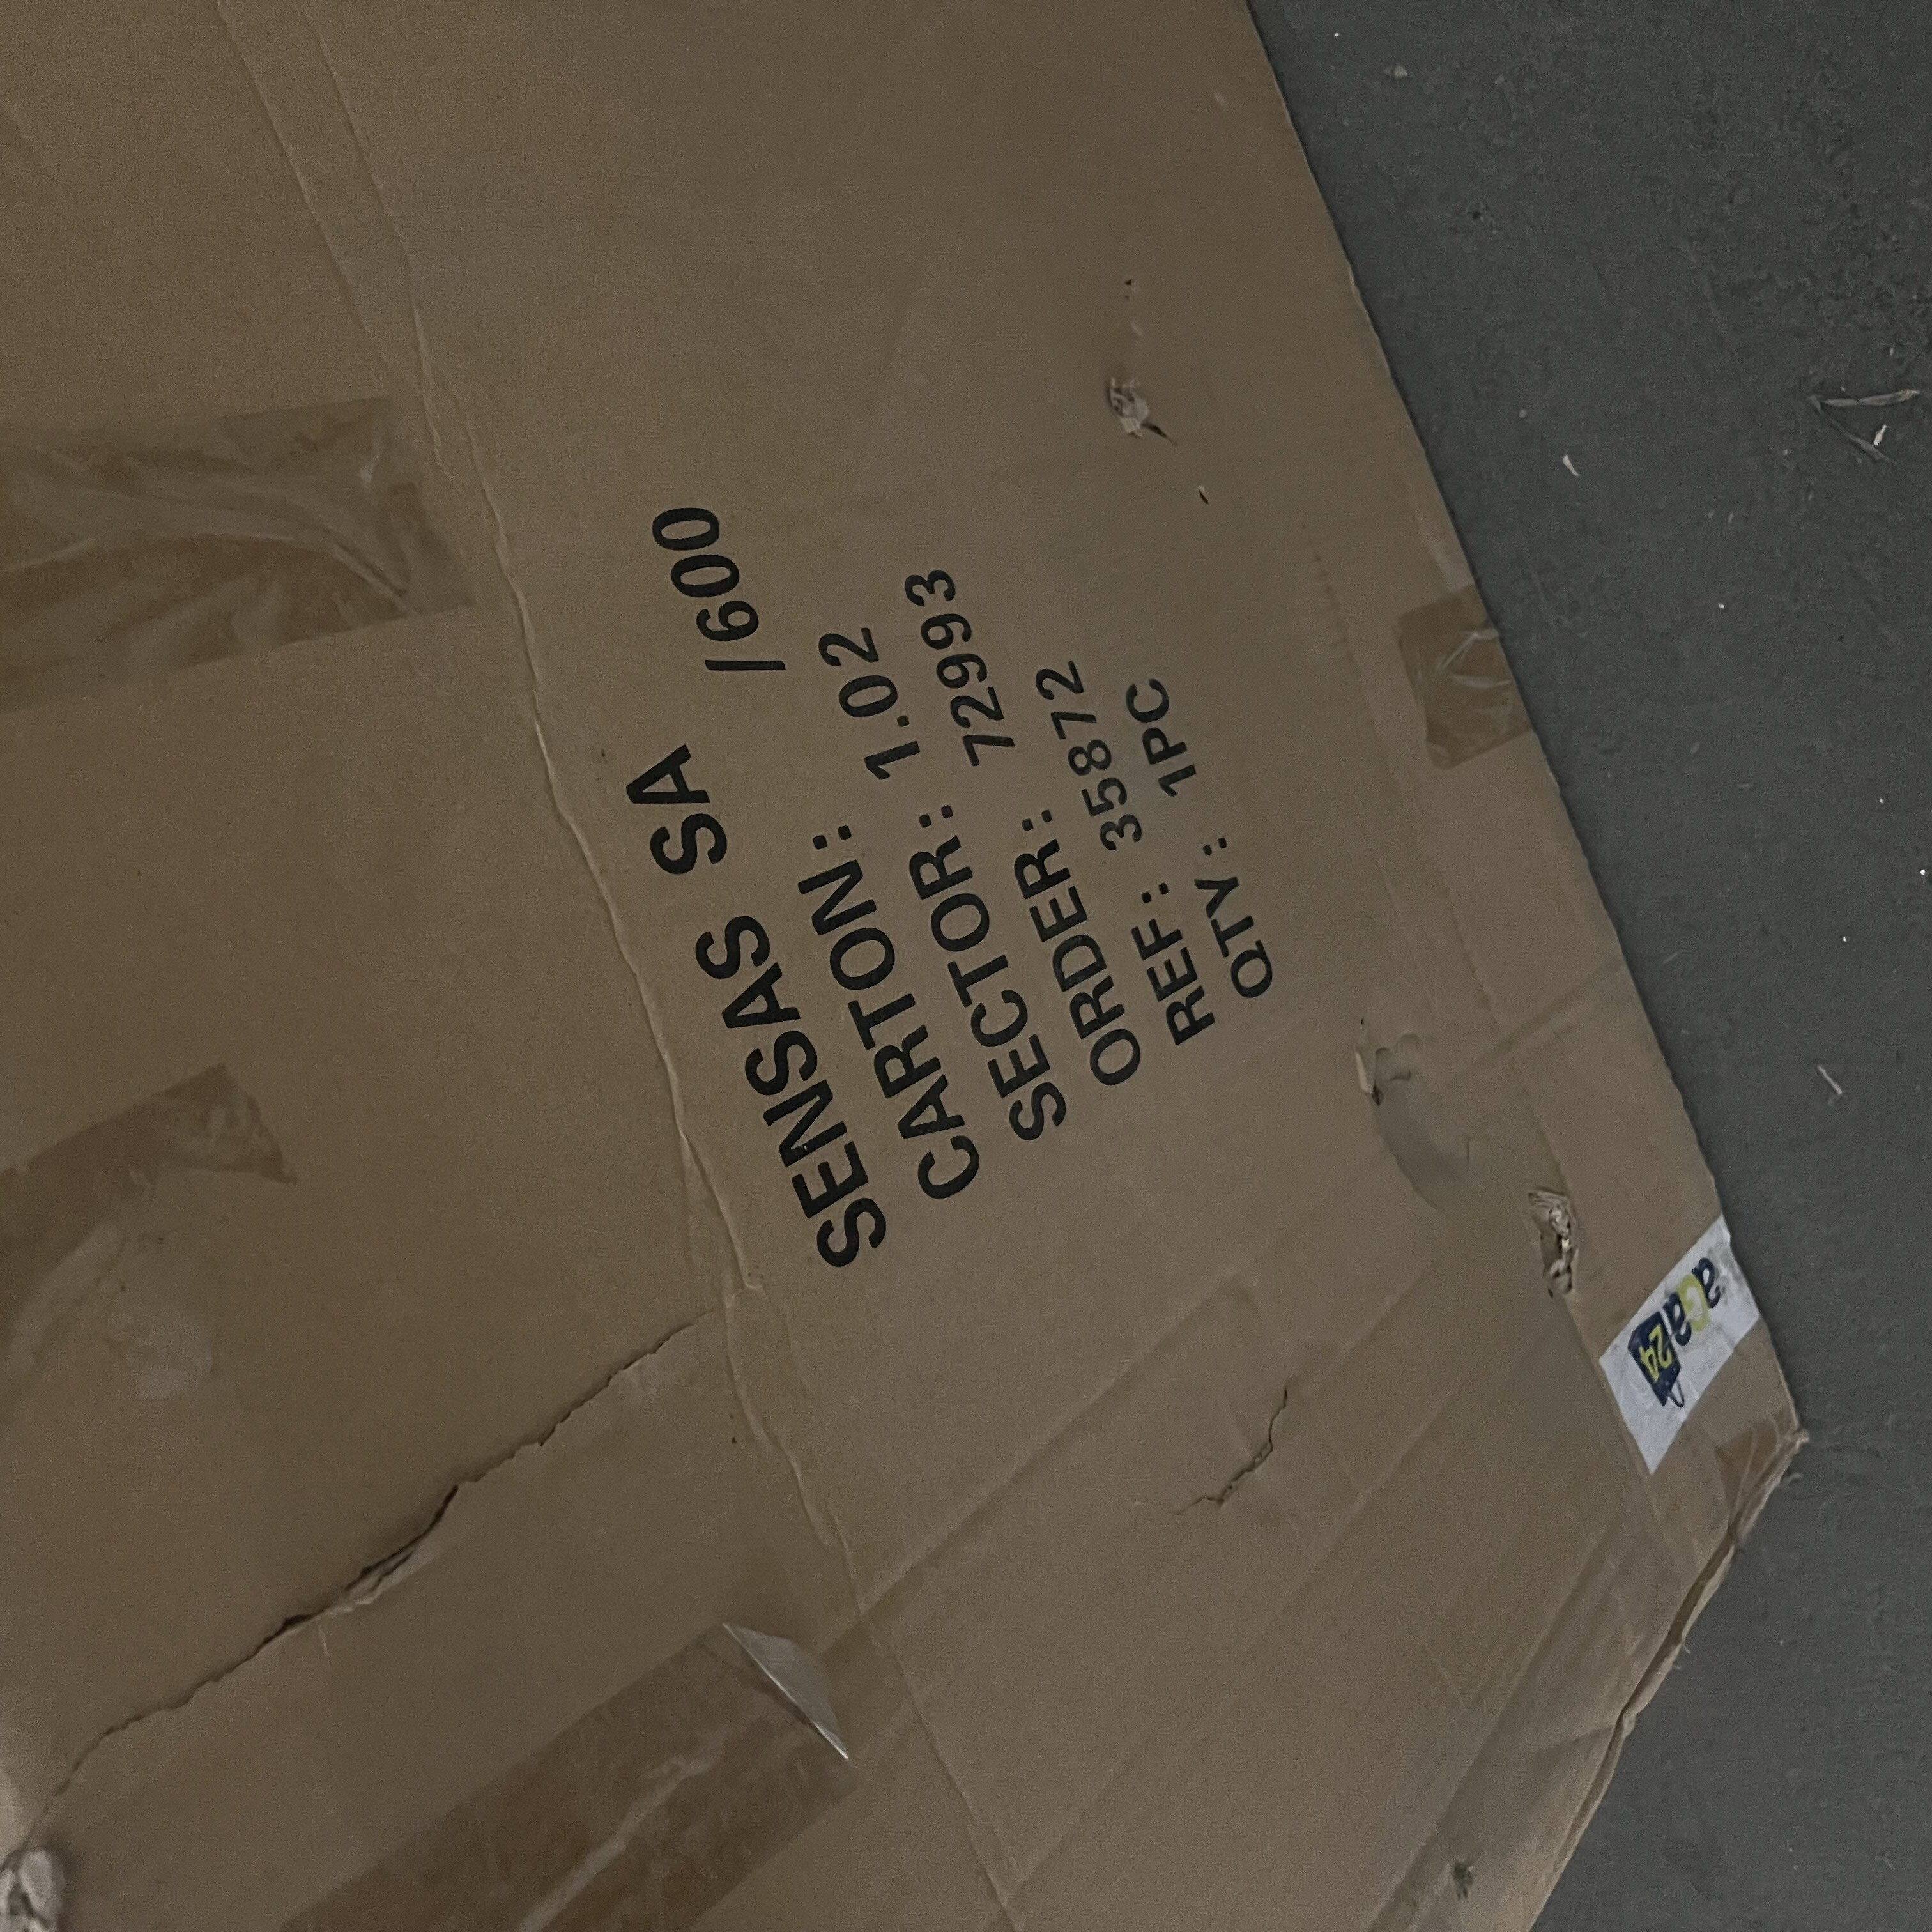 SENSAS SA
CARTON: /600
SECTOR: 1.02
ORDER: 72993
REF: 35872
QTY: 1PC